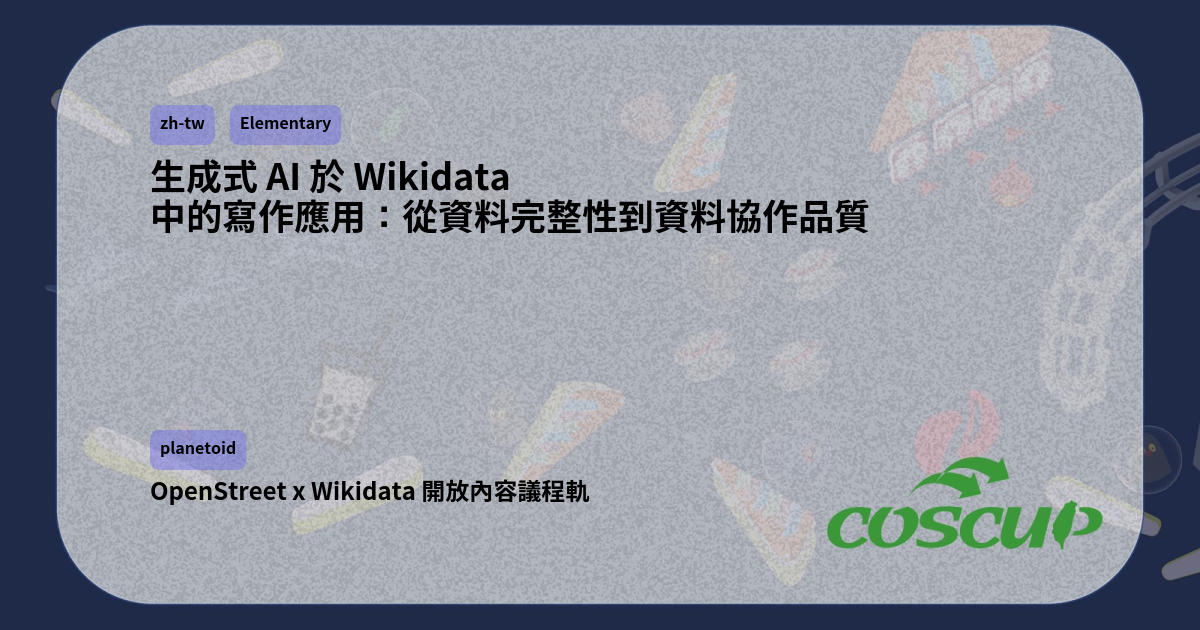 zh-tw Elementary
生成式 AI 於 Wikidata
中的寫作應用：從資料完整性到資料協作品質
planetoid
OpenStreet x Wikidata 開放內容議程軌
COSCUP